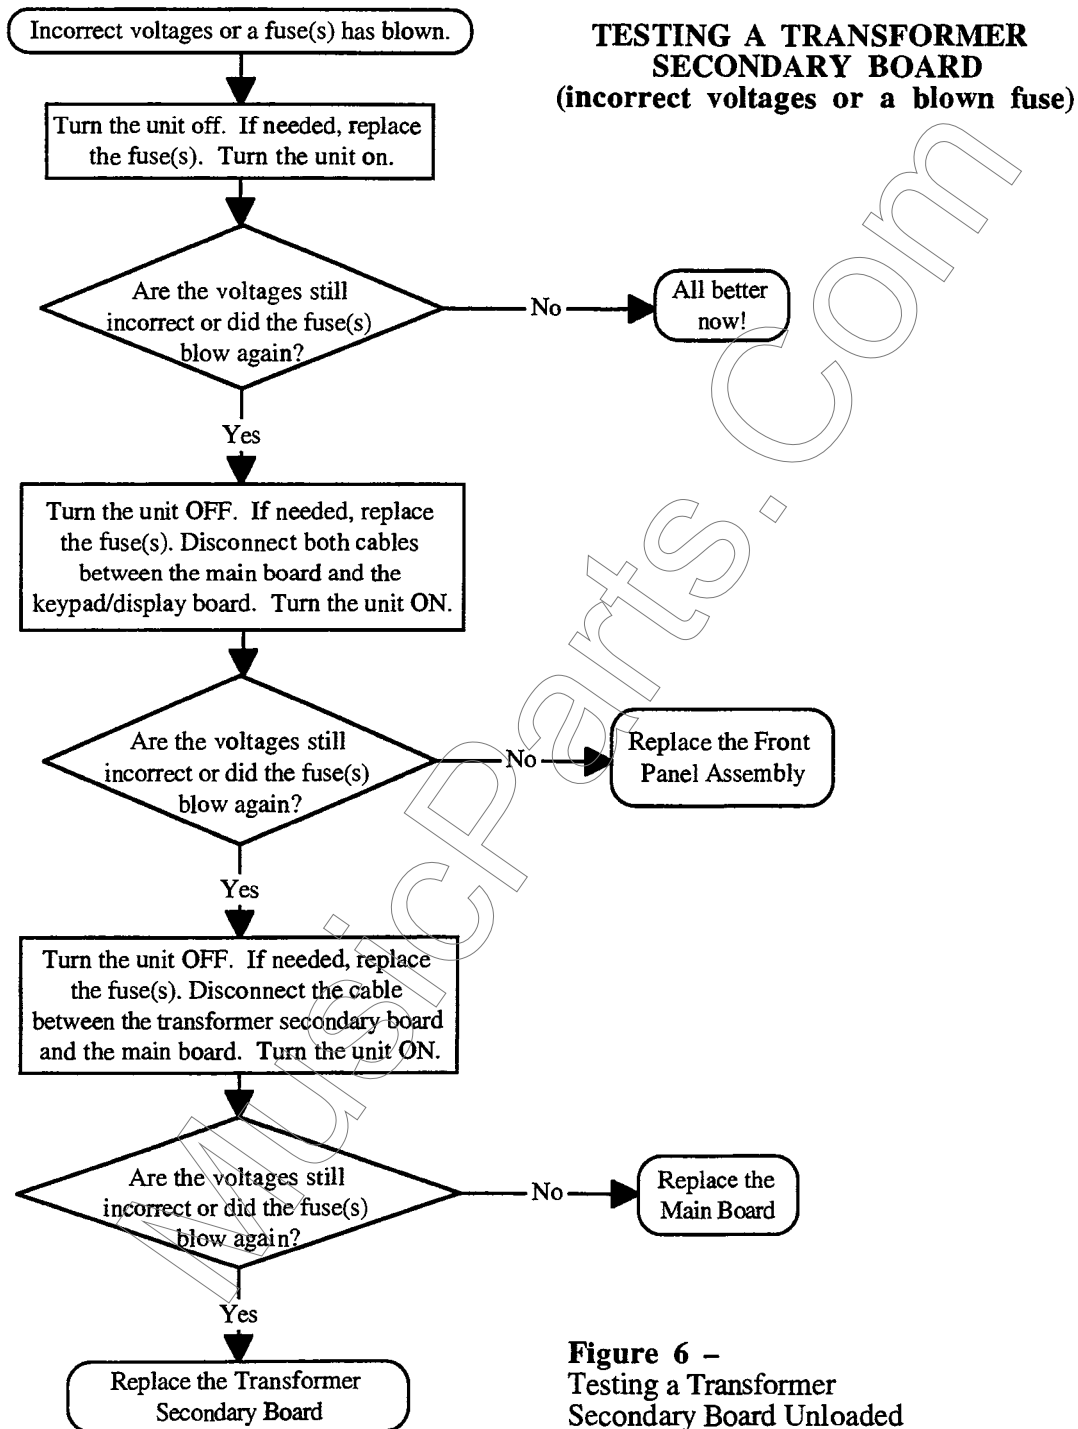 Incorrect voltages or a fuse(s) has blown.
TESTING A TRANSFORMER
SECONDARY BOARD
(incorrect voltages or a blown fuse)
Turn the unit off. If needed, replace
the fuse(s). Turn the unit on.
Are the voltages still
incorrect or did the fuse(s)
blow again?
No
All better
now!
Yes
Turn the unit OFF. If needed, replace
the fuse(s). Disconnect both cables
between the main board and the
keypad/display board. Turn the unit ON.
Are the voltages still
incorrect or did the fuse(s)
blow again?
No
Replace the Front
Panel Assembly
Yes
Turn the unit OFF. If needed, replace
the fuse(s). Disconnect the cable
between the transformer secondary board
and the main board. Turn the unit ON.
Are the voltages still
incorrect or did the fuse(s)
blow again?
No
Replace the
Main Board
Yes
Replace the Transformer
Secondary Board
Figure 6 –
Testing a Transformer
Secondary Board Unloaded
MusicParts.Com